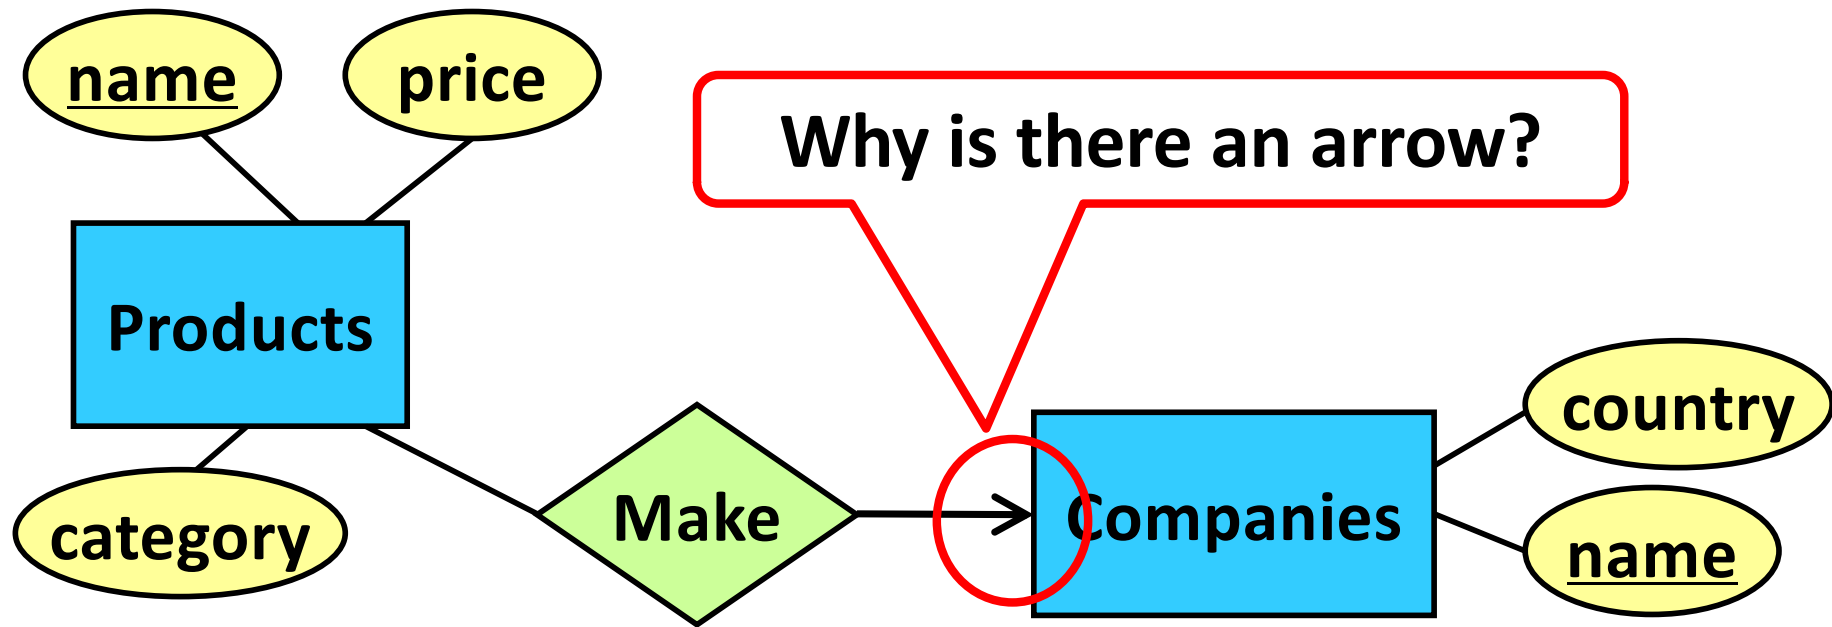 name
price
Why is there an arrow?
Products
country
category
Make
Companies
name